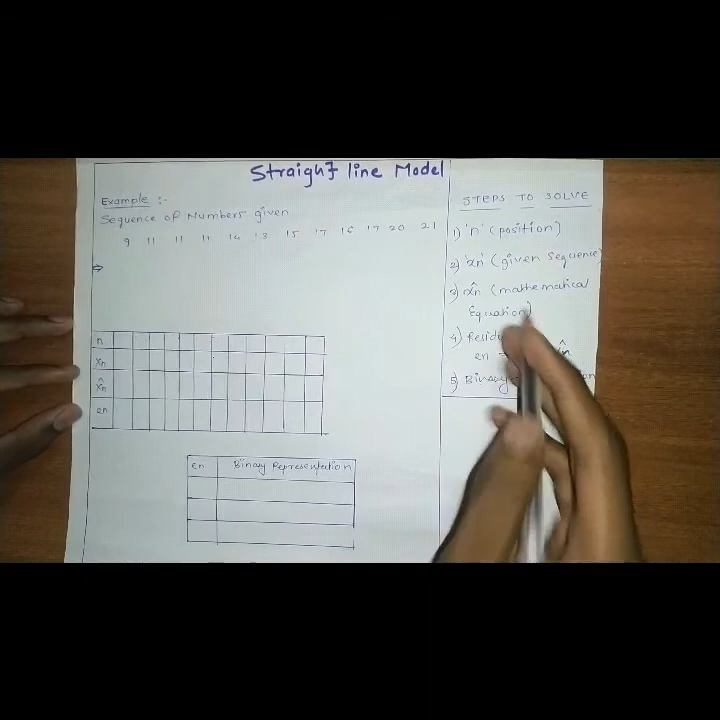 Straight line Model
Example :-
Sequence of Numbers given
9 11 11 11 14 13 15 17 16 17 20 21
⇒
n
xn
x̂n
en
En Binary Representation
STEPS TO SOLVE
1) 'n' (position)
2) 'xn' (given sequence)
3) x̂n (mathematical
Equation)
4)
en =
5) Binary